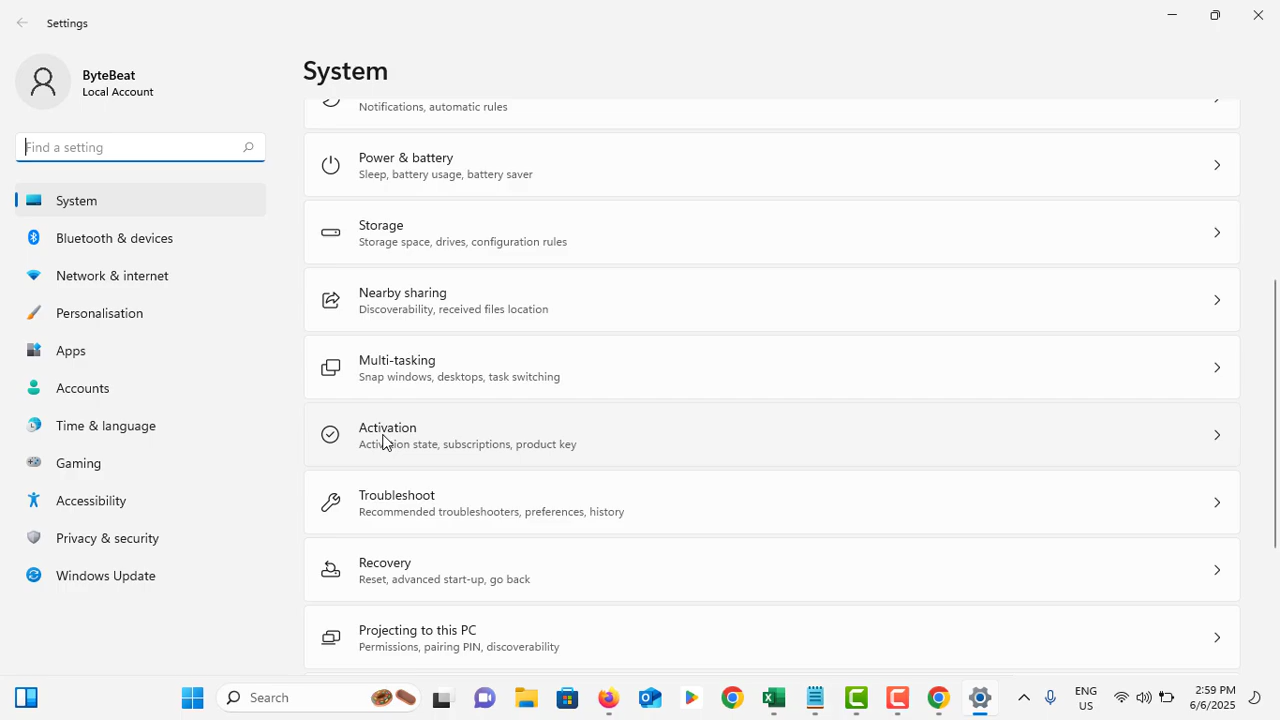 Settings
ByteBeat
Local Account
Find a setting
System
Bluetooth & devices
Network & internet
Personalisation
Apps
Accounts
Time & language
Gaming
Accessibility
Privacy & security
Windows Update
System
Notifications, automatic rules
Power & battery
Sleep, battery usage, battery saver
Storage
Storage space, drives, configuration rules
Nearby sharing
Discoverability, received files location
Multi-tasking
Snap windows, desktops, task switching
Activation
Activation state, subscriptions, product key
Troubleshoot
Recommended troubleshooters, preferences, history
Recovery
Reset, advanced start-up, go back
Projecting to this PC
Permissions, pairing PIN, discoverability
Search
ENG
US
2:59 PM
6/6/2025